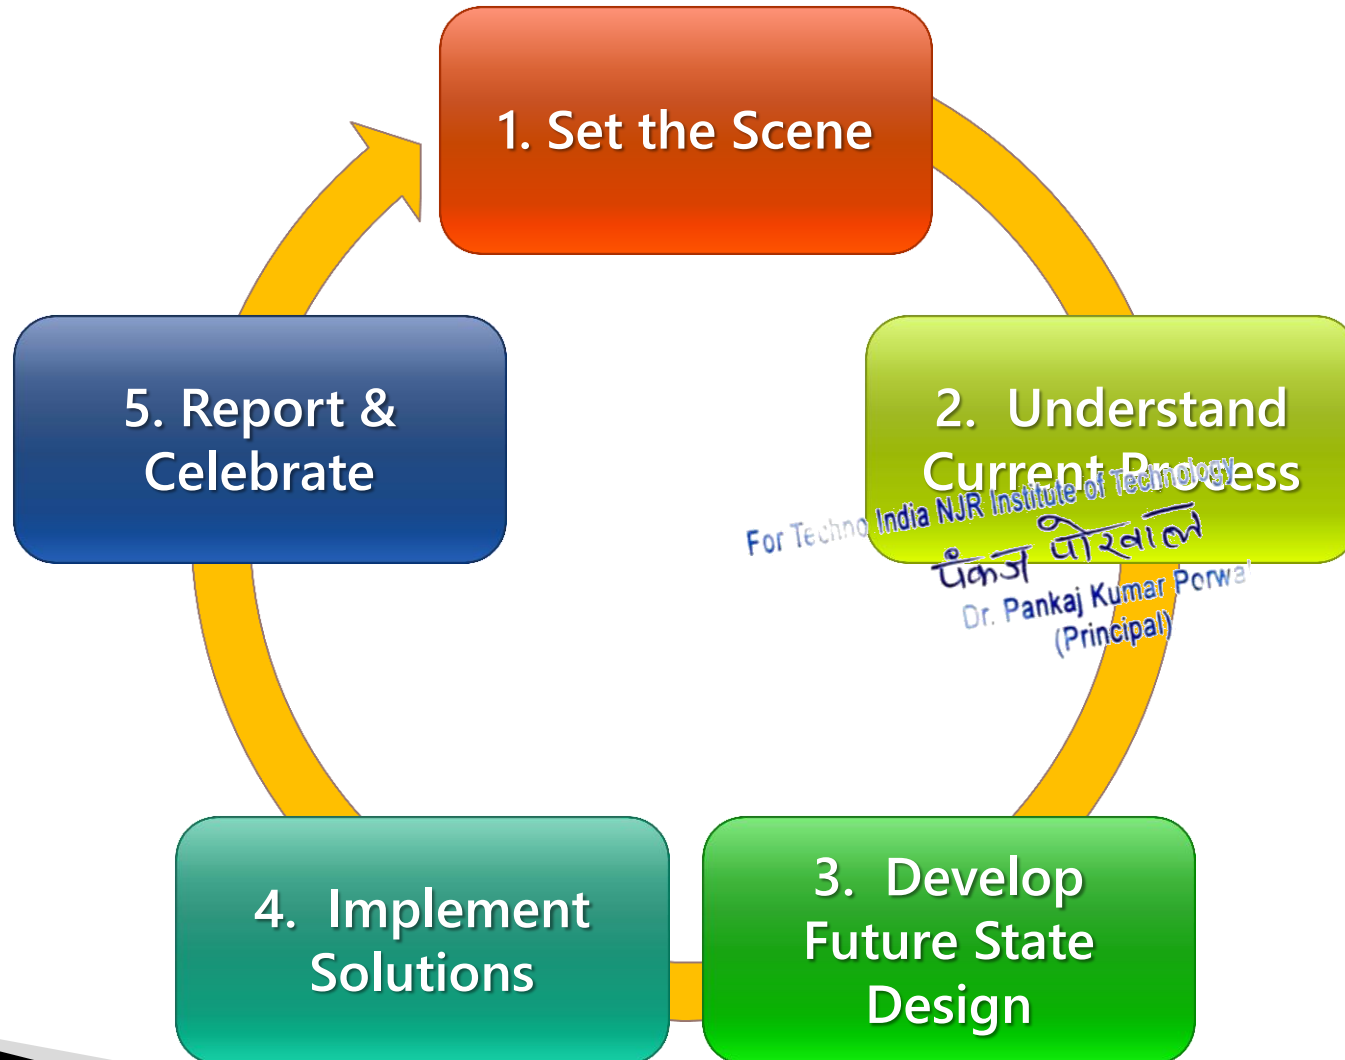 1. Set the Scene
2. Understand
Current Process
For Techno India NJR Institute of Technology
पंकज पोरवाल
Dr. Pankaj Kumar Porwal
(Principal)
3. Develop
Future State
Design
4. Implement
Solutions
5. Report &
Celebrate